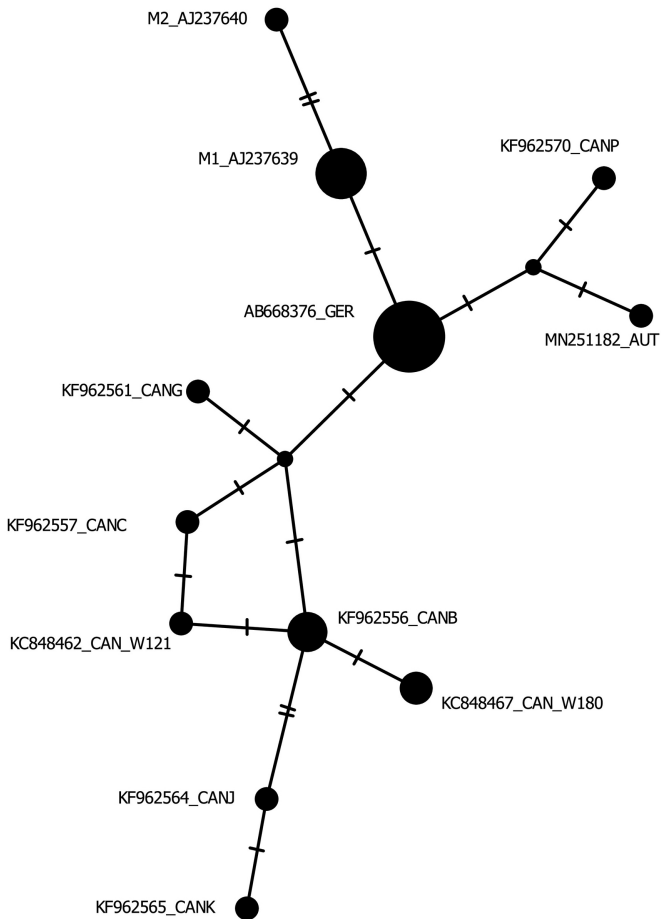 M2_AJ237640
KF962570_CANP
M1_AJ237639
AB668376_GER
MN251182_AUT
KF962561_CANG
KF962557_CANC
KF962556_CANB
KC848462_CAN_W121
KC848467_CAN_W180
KF962564_CANJ
KF962565_CANK